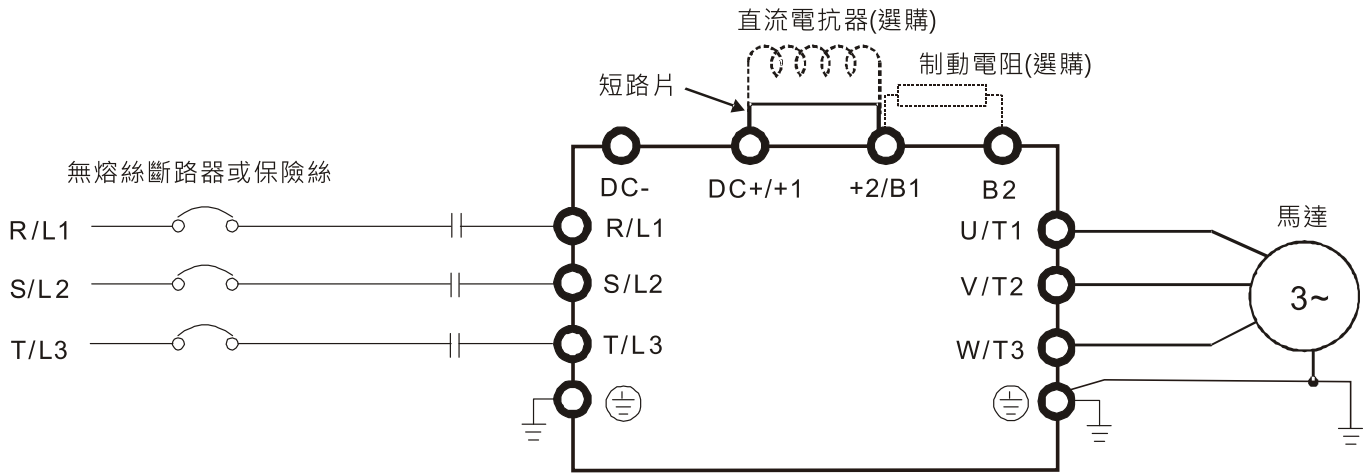 直流電抗器(選購)
制動電阻(選購)
短路片
無熔絲斷路器或保險絲
DC-
DC+/+1
+2/B1
B2
馬達
R/L1
R/L1
U/T1
S/L2
S/L2
V/T2
3~
T/L3
T/L3
W/T3